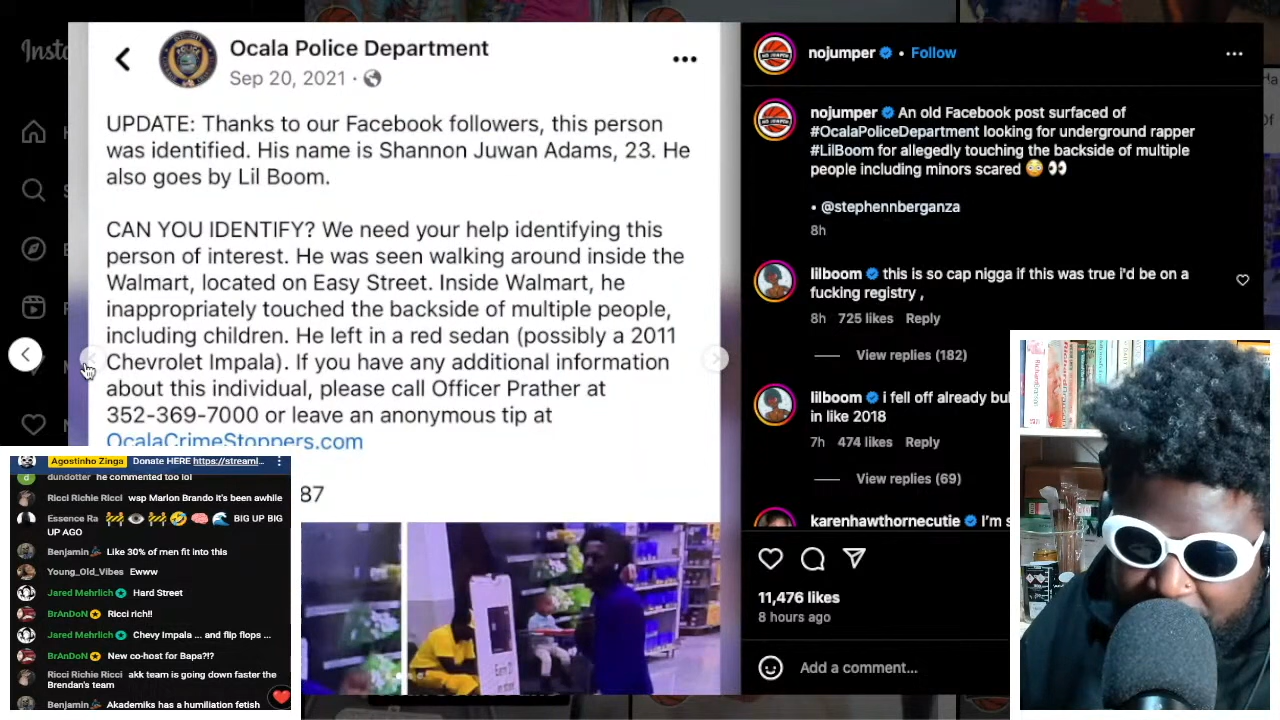 Insta
Ocala Police Department
Sep 20, 2021 ·
UPDATE: Thanks to our Facebook followers, this person
was identified. His name is Shannon Juwan Adams, 23. He
also goes by Lil Boom.
CAN YOU IDENTIFY? We need your help identifying this
person of interest. He was seen walking around inside the
Walmart, located on Easy Street. Inside Walmart, he
inappropriately touched the backside of multiple people,
including children. He left in a red sedan (possibly a 2011
Chevrolet Impala). If you have any additional information
about this individual, please call Officer Prather at
352-369-7000 or leave an anonymous tip at
OcalaCrimeStoppers.com
87
nojumper • Follow
nojumper An old Facebook post surfaced of
#OcalaPoliceDepartment looking for underground rapper
#LilBoom for allegedly touching the backside of multiple
people including minors scared 😳 👀
• @stephennberganza
8h
lilboom this is so cap nigga if this was true i'd be on a
fucking registry ,
8h 725 likes Reply
View replies (182)
lilboom i fell off already bul
in like 2018
7h 474 likes Reply
View replies (69)
karenhawthornecutie I'm s
11,476 likes
8 hours ago
Add a comment...
Agostinho Zinga Donate HERE https://streaml...
dundotter he commented too lol
Ricci Richie Ricci wsp Marlon Brando it's been awhile
Essence Ra 🚧 👁 🚧 🤣 🧠 🌊 BIG UP BIG
UP AGO
Benjamin Like 30% of men fit into this
Young_Old_Vibes Ewww
Jared Mehrlich Hard Street
BrAnDoN Ricci rich!!
Jared Mehrlich Chevy Impala ... and flip flops ...
BrAnDoN New co-host for Bapa?!?
Ricci Richie Ricci akk team is going down faster the
Brendan's team
Benjamin Akademiks has a humiliation fetish